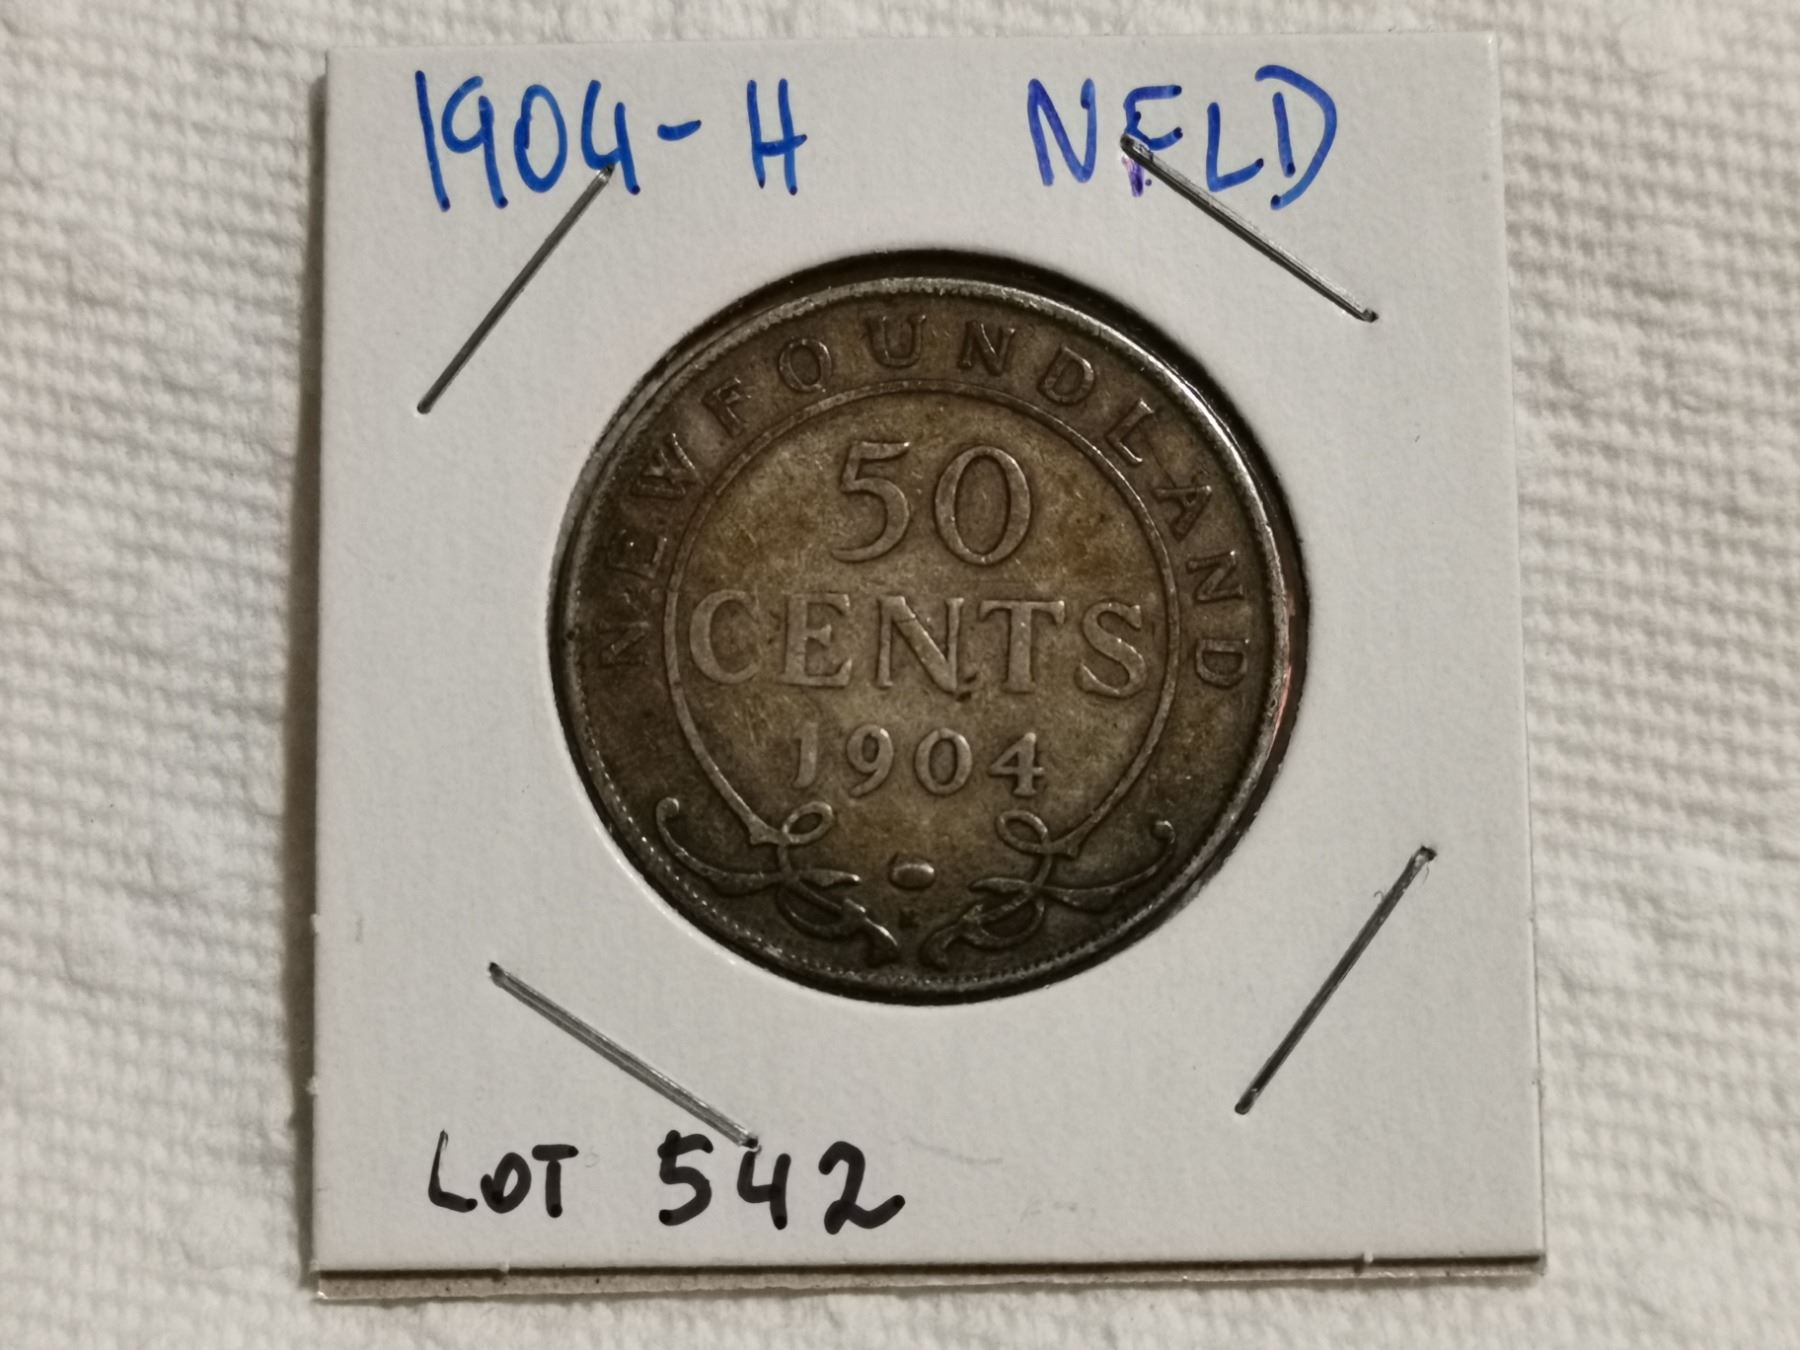 1904-H NFLD
NEWFOUNDLAND
50
CENTS
1904
H
LOT 542